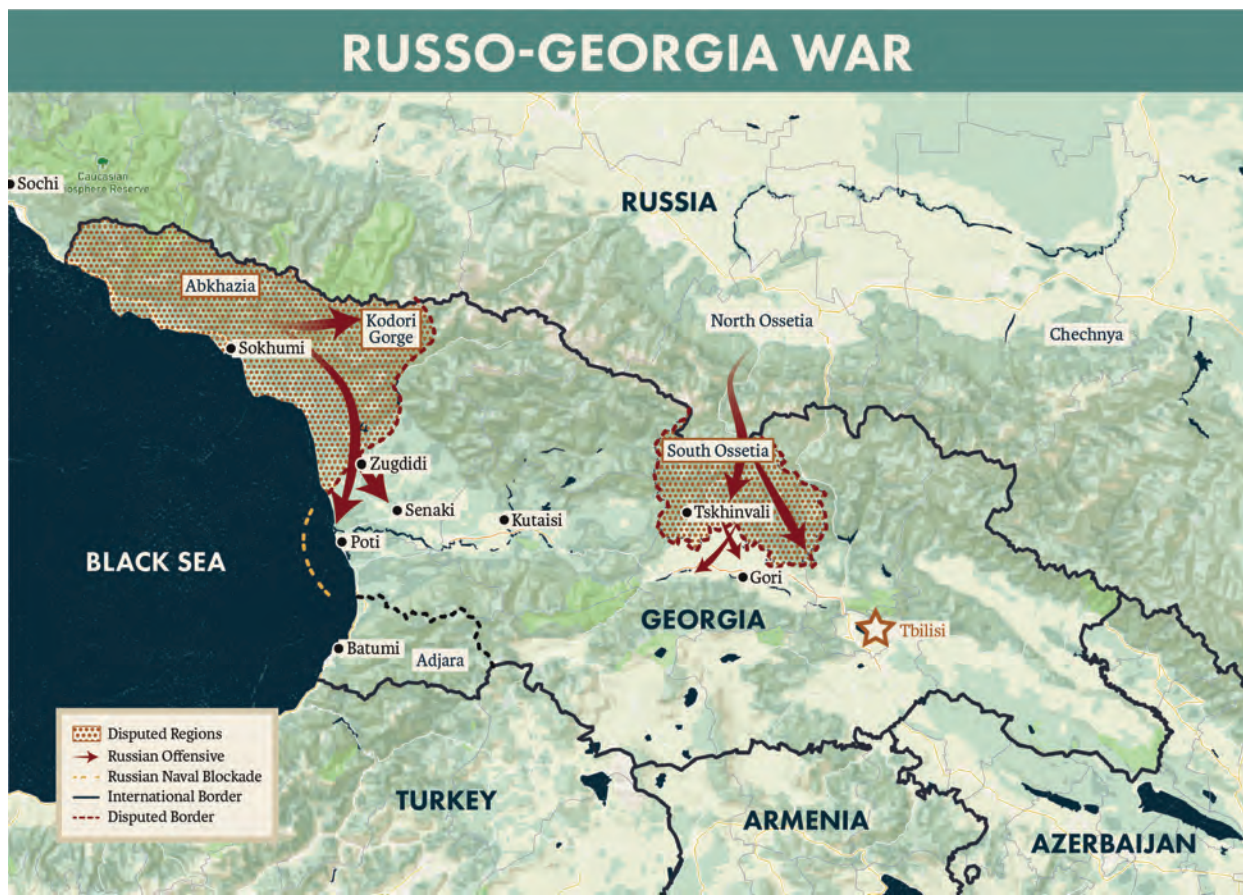 RUSSO-GEORGIA WAR
Caucasian
iosphere Reserve
Sochi
RUSSIA
Abkhazia
Kodori
Gorge
North Ossetia
Chechnya
Sokhumi
South Ossetia
Zugdidi
Senaki
Kutaisi
Tskhinvali
Poti
BLACK SEA
Gori
GEORGIA
Tbilisi
Batumi
Adjara
Disputed Regions
Russian Offensive
Russian Naval Blockade
International Border
Disputed Border
TURKEY
ARMENIA
AZERBAIJAN